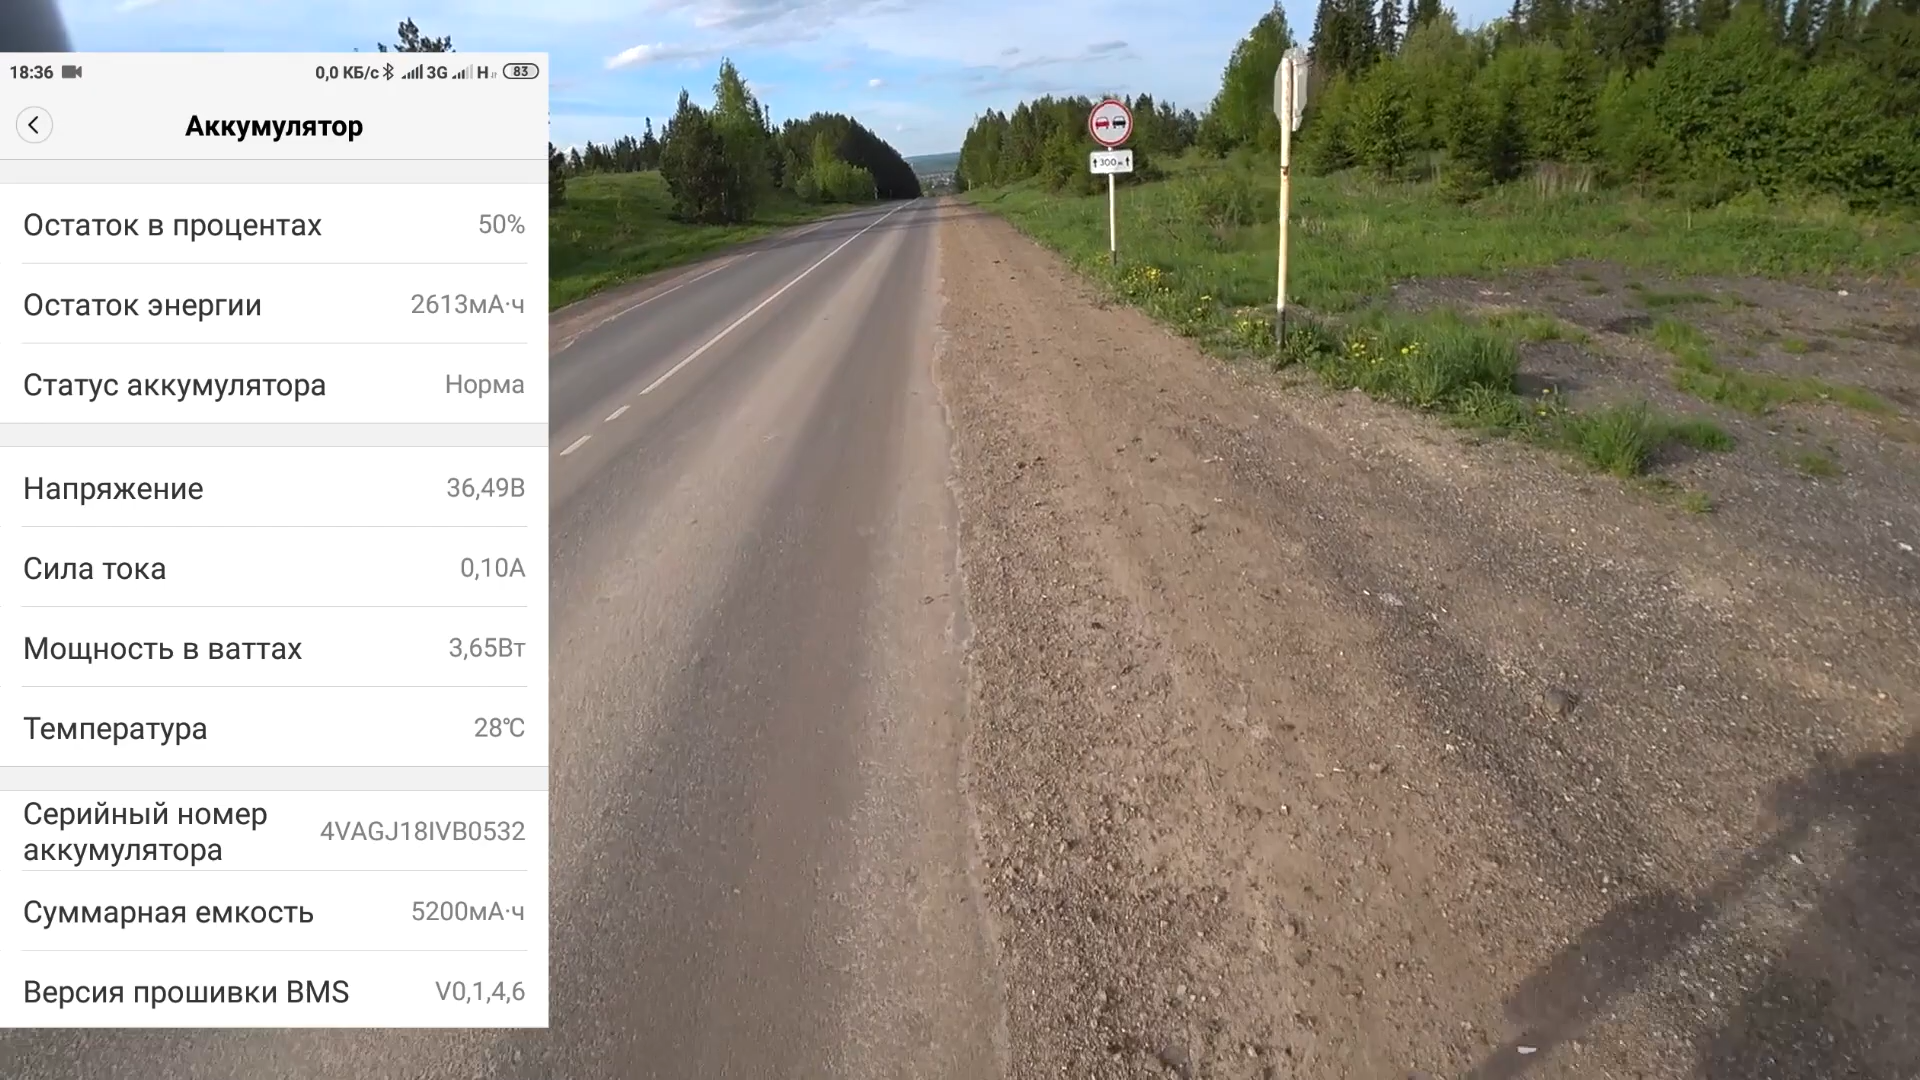 18:36 0,0 КБ/с 3G H 83
Аккумулятор
Остаток в процентах 50%
Остаток энергии 2613мА·ч
Статус аккумулятора Норма
Напряжение 36,49В
Сила тока 0,10А
Мощность в ваттах 3,65Вт
Температура 28℃
Серийный номер
аккумулятора 4VAGJ18IVB0532
Суммарная емкость 5200мА·ч
Версия прошивки BMS V0,1,4,6
300 м